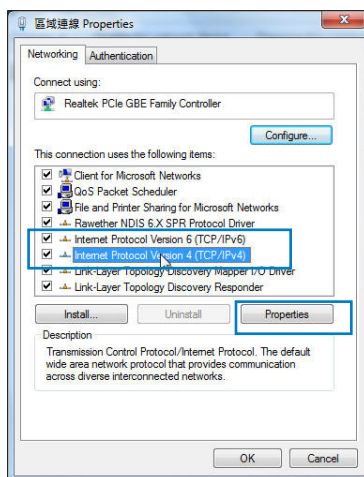 區域連線 Properties
Networking
Authentication
Connect using:
Realtek PCIe GBE Family Controller
Configure...
This connection uses the following items:
Client for Microsoft Networks
QoS Packet Scheduler
File and Printer Sharing for Microsoft Networks
Rawether NDIS 6.X SPR Protocol Driver
Internet Protocol Version 6 (TCP/IPv6)
Internet Protocol Version 4 (TCP/IPv4)
Link-Layer Topology Discovery Mapper I/O Driver
Link-Layer Topology Discovery Responder
Install...
Uninstall
Properties
Description
Transmission Control Protocol/Internet Protocol. The default
wide area network protocol that provides communication
across diverse interconnected networks.
OK
Cancel